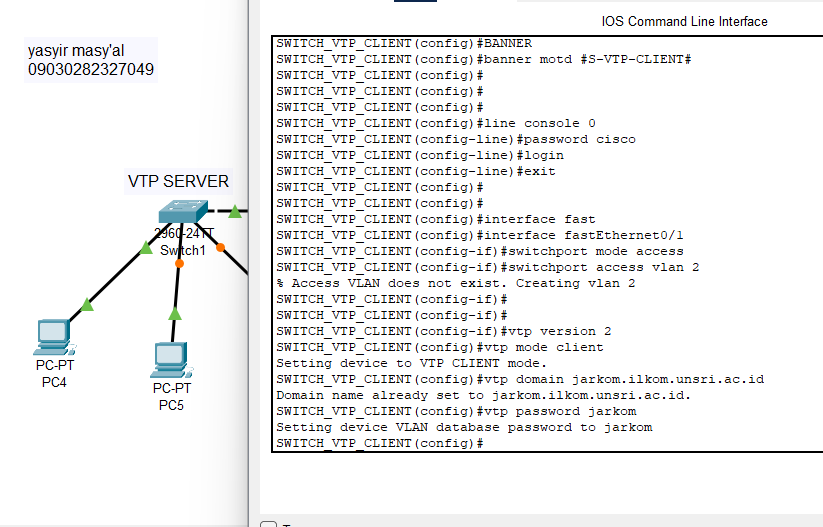 yasyir masy'al
09030282327049
VTP SERVER
2960-24TT
Switch1
PC-PT
PC4
PC-PT
PC5
IOS Command Line Interface
SWITCH_VTP_CLIENT(config)#BANNER
SWITCH_VTP_CLIENT(config)#banner motd #S-VTP-CLIENT#
SWITCH_VTP_CLIENT(config)#
SWITCH_VTP_CLIENT(config)#
SWITCH_VTP_CLIENT(config)#
SWITCH_VTP_CLIENT(config)#line console 0
SWITCH_VTP_CLIENT(config-line)#password cisco
SWITCH_VTP_CLIENT(config-line)#login
SWITCH_VTP_CLIENT(config-line)#exit
SWITCH_VTP_CLIENT(config)#
SWITCH_VTP_CLIENT(config)#
SWITCH_VTP_CLIENT(config)#interface fast
SWITCH_VTP_CLIENT(config)#interface fastEthernet0/1
SWITCH_VTP_CLIENT(config-if)#switchport mode access
SWITCH_VTP_CLIENT(config-if)#switchport access vlan 2
% Access VLAN does not exist. Creating vlan 2
SWITCH_VTP_CLIENT(config-if)#
SWITCH_VTP_CLIENT(config-if)#
SWITCH_VTP_CLIENT(config-if)#vtp version 2
SWITCH_VTP_CLIENT(config)#vtp mode client
Setting device to VTP CLIENT mode.
SWITCH_VTP_CLIENT(config)#vtp domain jarkom.ilkom.unsri.ac.id
Domain name already set to jarkom.ilkom.unsri.ac.id.
SWITCH_VTP_CLIENT(config)#vtp password jarkom
Setting device VLAN database password to jarkom
SWITCH_VTP_CLIENT(config)#